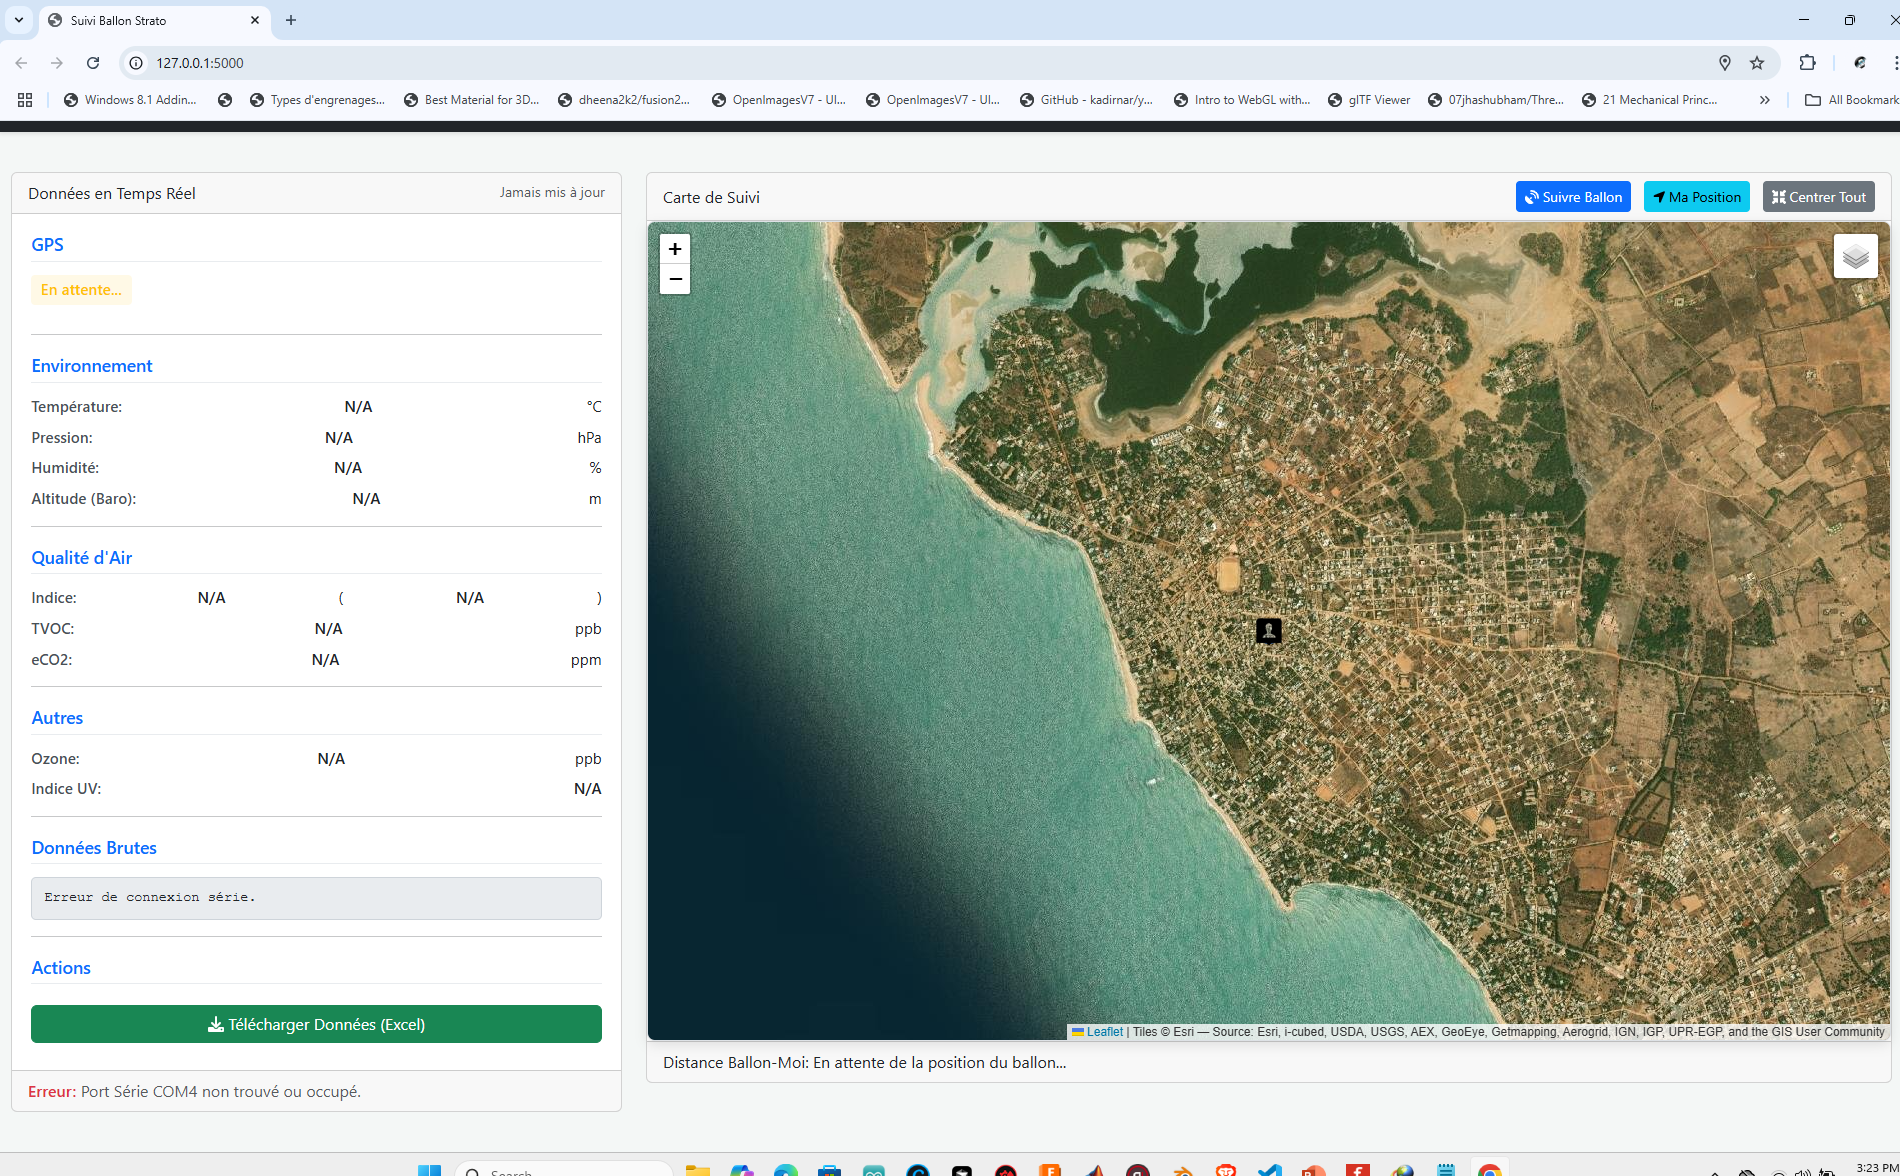 Suivi Ballon Strato
127.0.0.1:5000
Windows 8.1 Addin...
Types d'engrenages...
Best Material for 3D...
dheena2k2/fusion2...
OpenImagesV7 - Ul...
OpenImagesV7 - Ul...
GitHub - kadirnar/y...
Intro to WebGL with...
glTF Viewer
07jhashubham/Thre...
21 Mechanical Princ...
All Bookmark
Données en Temps Réel
Jamais mis à jour
GPS
En attente...
Environnement
Température: N/A °C
Pression: N/A hPa
Humidité: N/A %
Altitude (Baro): N/A m
Qualité d'Air
Indice: N/A ( N/A )
TVOC: N/A ppb
eCO2: N/A ppm
Autres
Ozone: N/A ppb
Indice UV: N/A
Données Brutes
Erreur de connexion série.
Actions
Télécharger Données (Excel)
Erreur: Port Série COM4 non trouvé ou occupé.
Carte de Suivi
Suivre Ballon
Ma Position
Centrer Tout
+
−
Leaflet | Tiles © Esri — Source: Esri, i-cubed, USDA, USGS, AEX, GeoEye, Getmapping, Aerogrid, IGN, IGP, UPR-EGP, and the GIS User Community
Distance Ballon-Moi: En attente de la position du ballon...
Search
3:23 PM